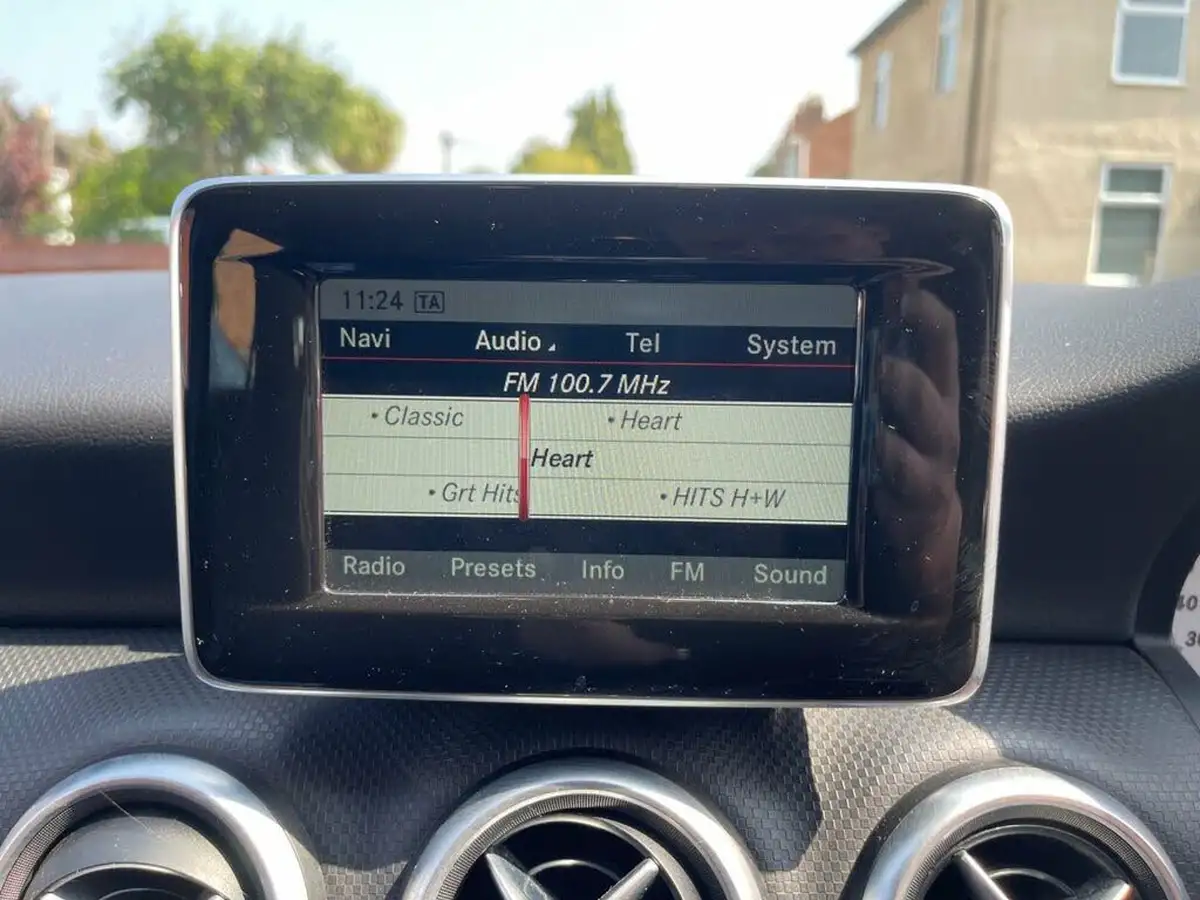 11:24 TA
Navi Audio Tel System
FM 100.7 MHz
• Classic • Heart
Heart
• Grt Hits • HITS H+W
Radio Presets Info FM Sound